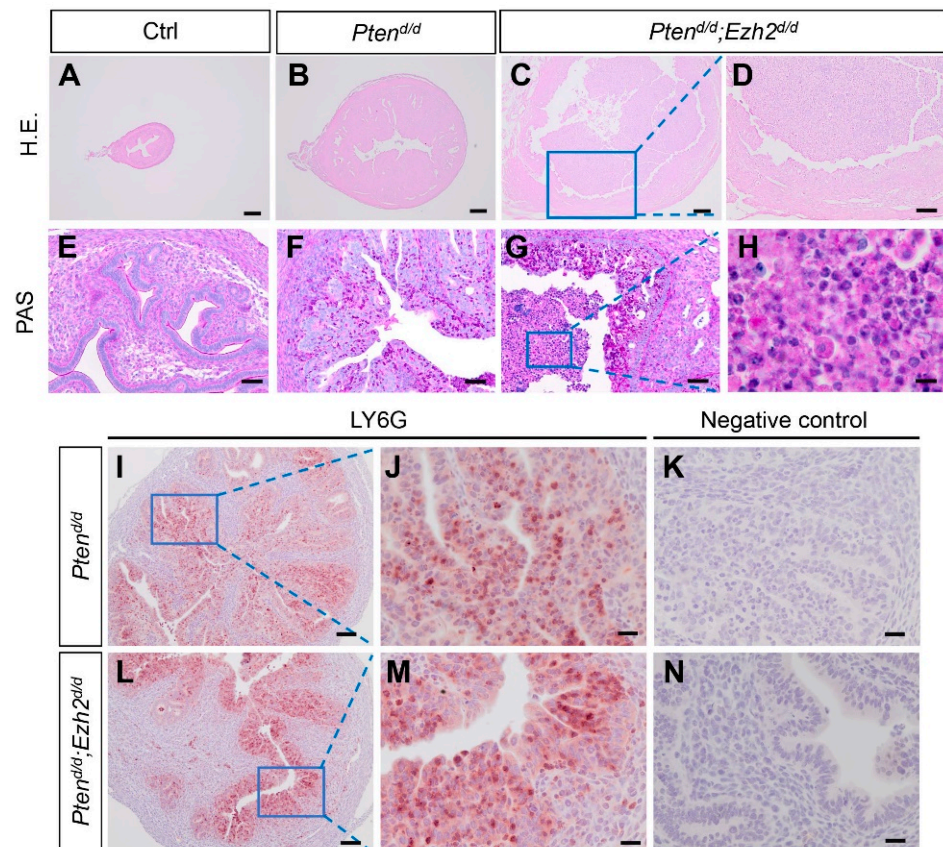 Ctrl
Pten^d/d
Pten^d/d;Ezh2^d/d
H.E.
A
B
C
D
PAS
E
F
G
H
LY6G
Negative control
Pten^d/d
I
J
K
Pten^d/d;Ezh2^d/d
L
M
N